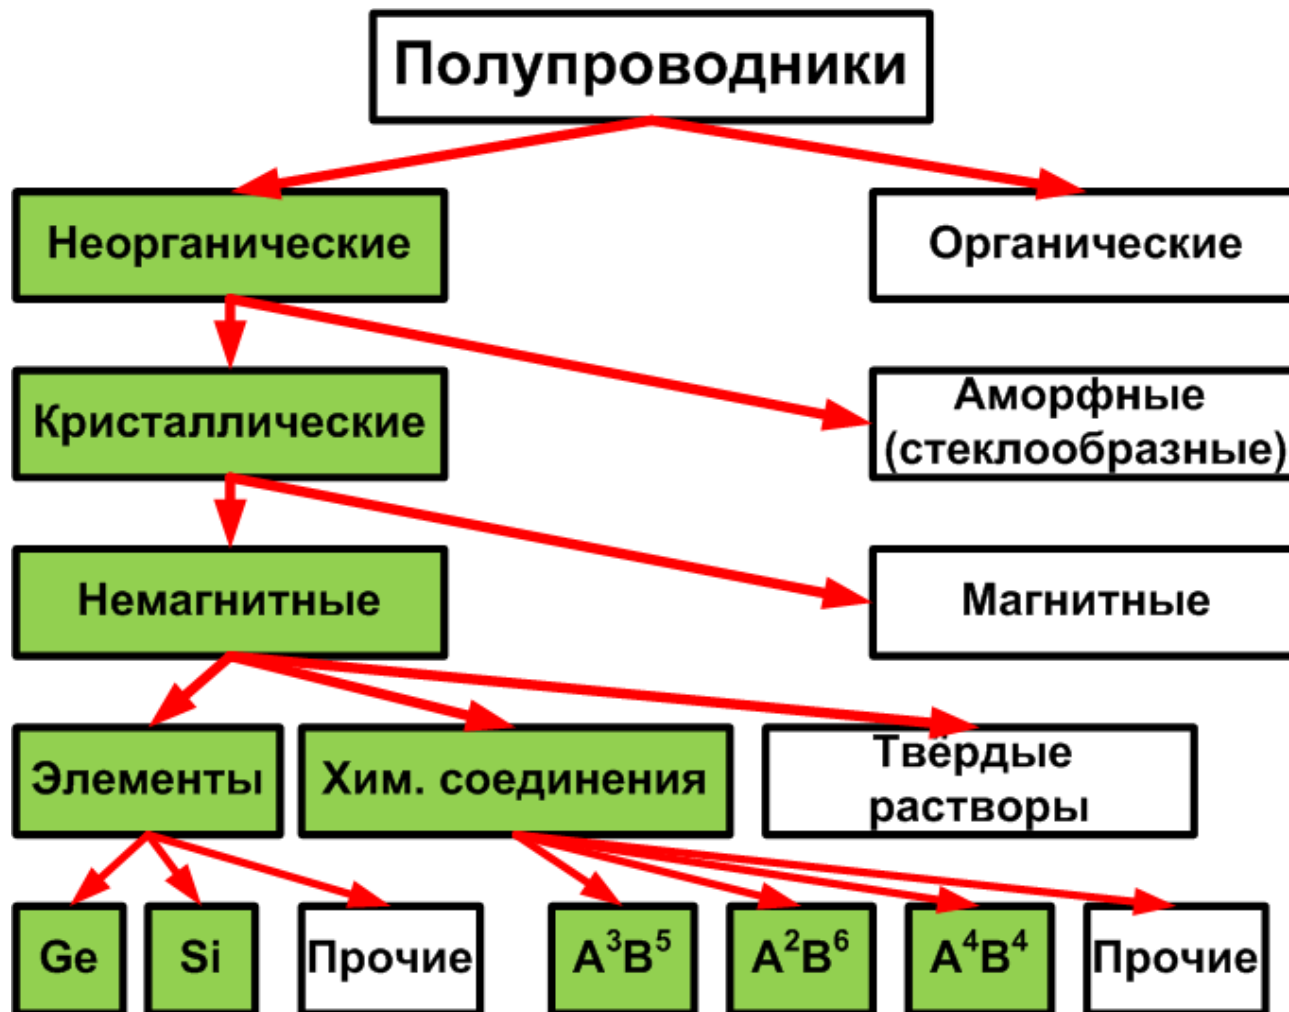 Полупроводники
Неорганические
Органические
Кристаллические
Аморфные
(стеклообразные)
Немагнитные
Магнитные
Элементы
Хим. соединения
Твёрдые
растворы
Ge
Si
Прочие
A³B⁵
A²B⁶
A⁴B⁴
Прочие